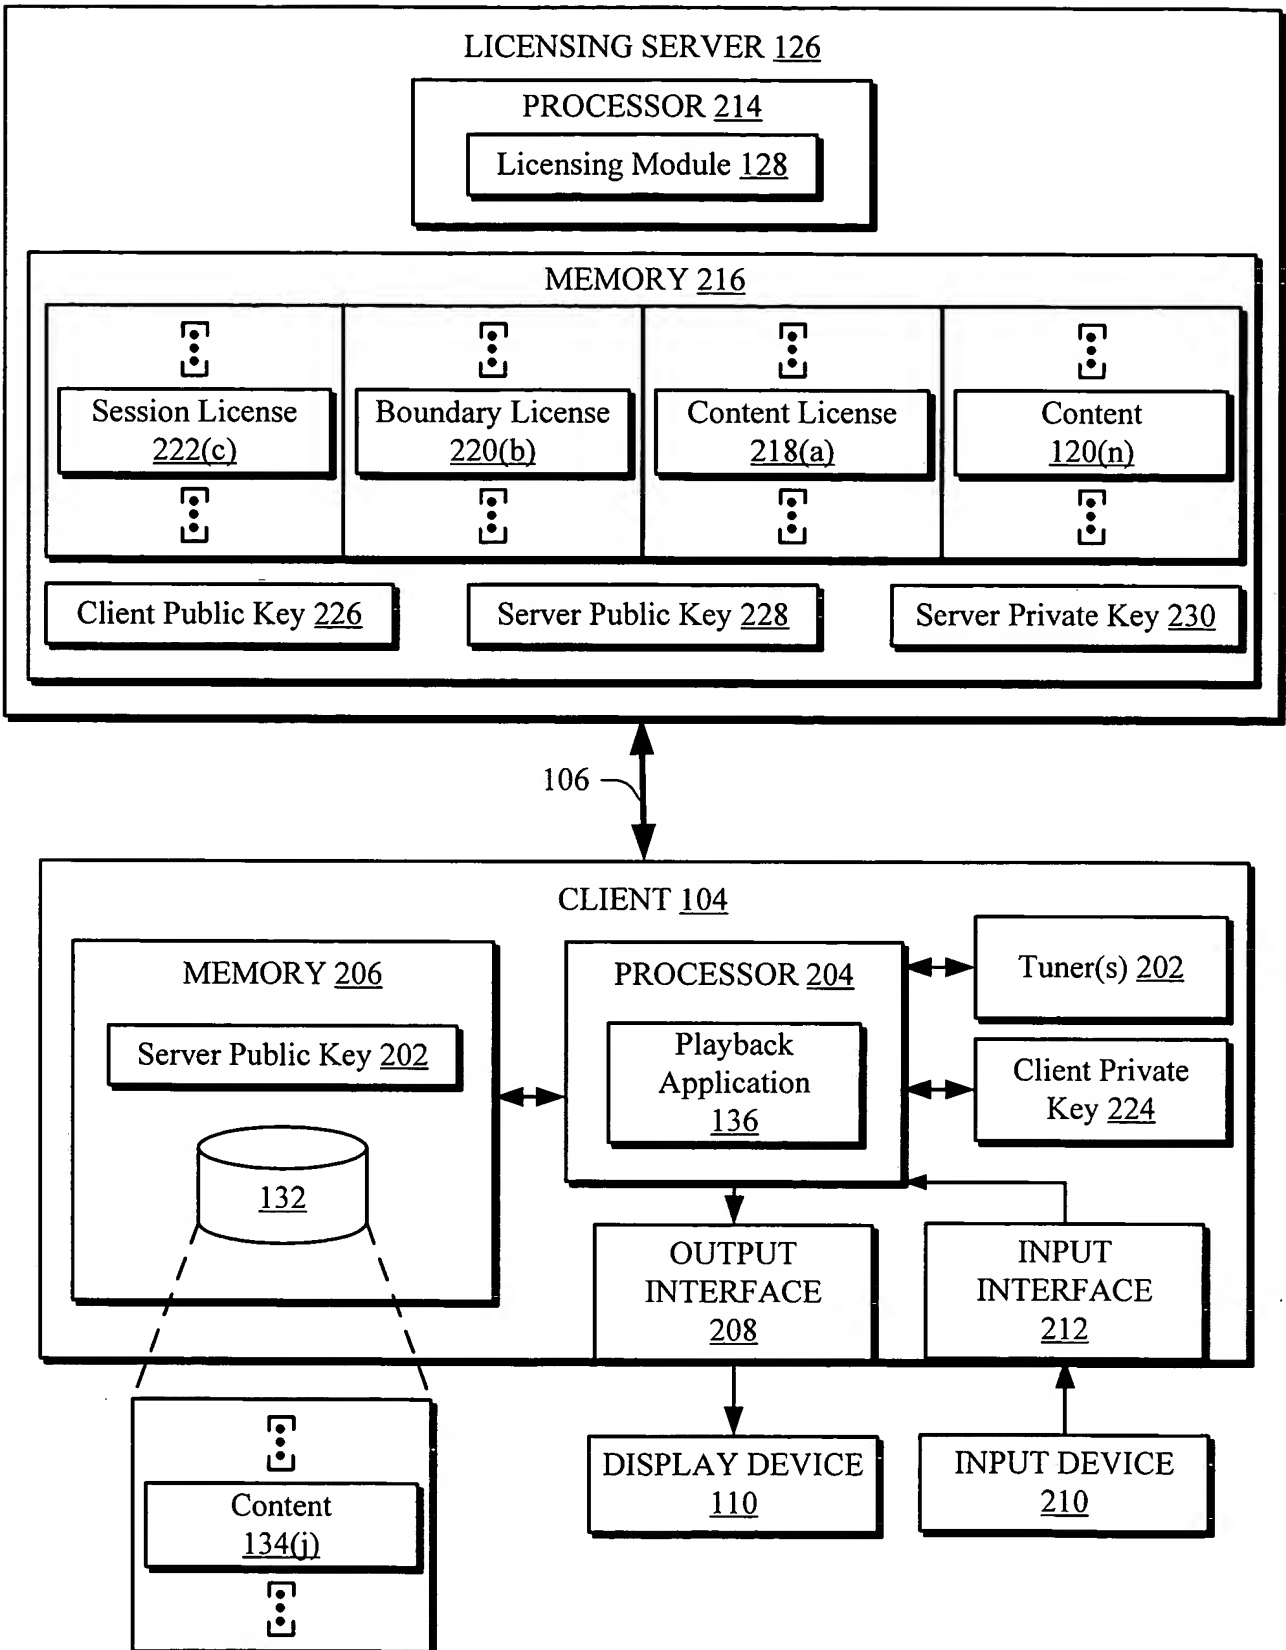 LICENSING SERVER 126
PROCESSOR 214
Licensing Module 128
MEMORY 216
Session License
222(c)
Boundary License
220(b)
Content License
218(a)
Content
120(n)
Client Public Key 226
Server Public Key 228
Server Private Key 230
106
CLIENT 104
MEMORY 206
Server Public Key 202
132
PROCESSOR 204
Playback
Application
136
Tuner(s) 202
Client Private
Key 224
OUTPUT
INTERFACE
208
INPUT
INTERFACE
212
Content
134(j)
DISPLAY DEVICE
110
INPUT DEVICE
210